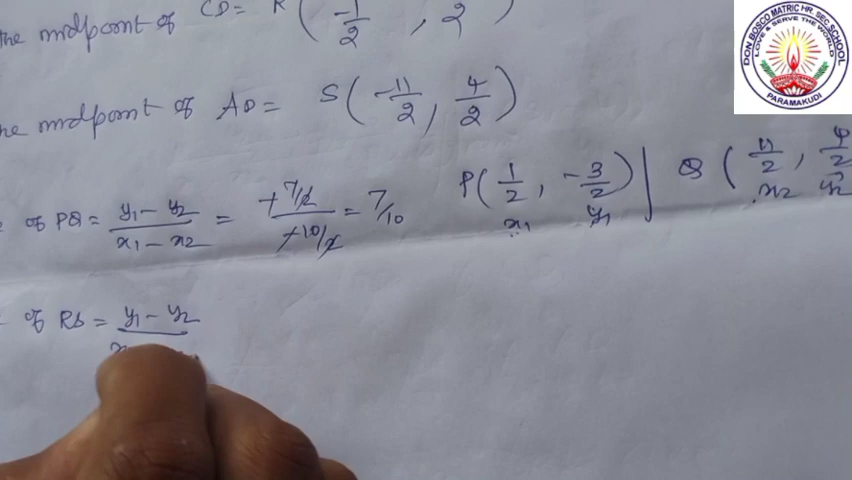 the midpoint of CD = R ( -1/2 , 2 )
the midpoint of AD = S ( -11/2 , 4/2 )
of PQ = y1 - y2 / x1 - x2 = +7/2 / +10/2 = 7/10
P ( 1/2 , -3/2 ) | Q ( 11/2 , 4/2
x1 y1 x2 y2
of RS = y1 - y2
DON BOSCO MATRIC HR. SEC SCHOOL
LOVE & SERVE THE WORLD
PARAMAKUDI